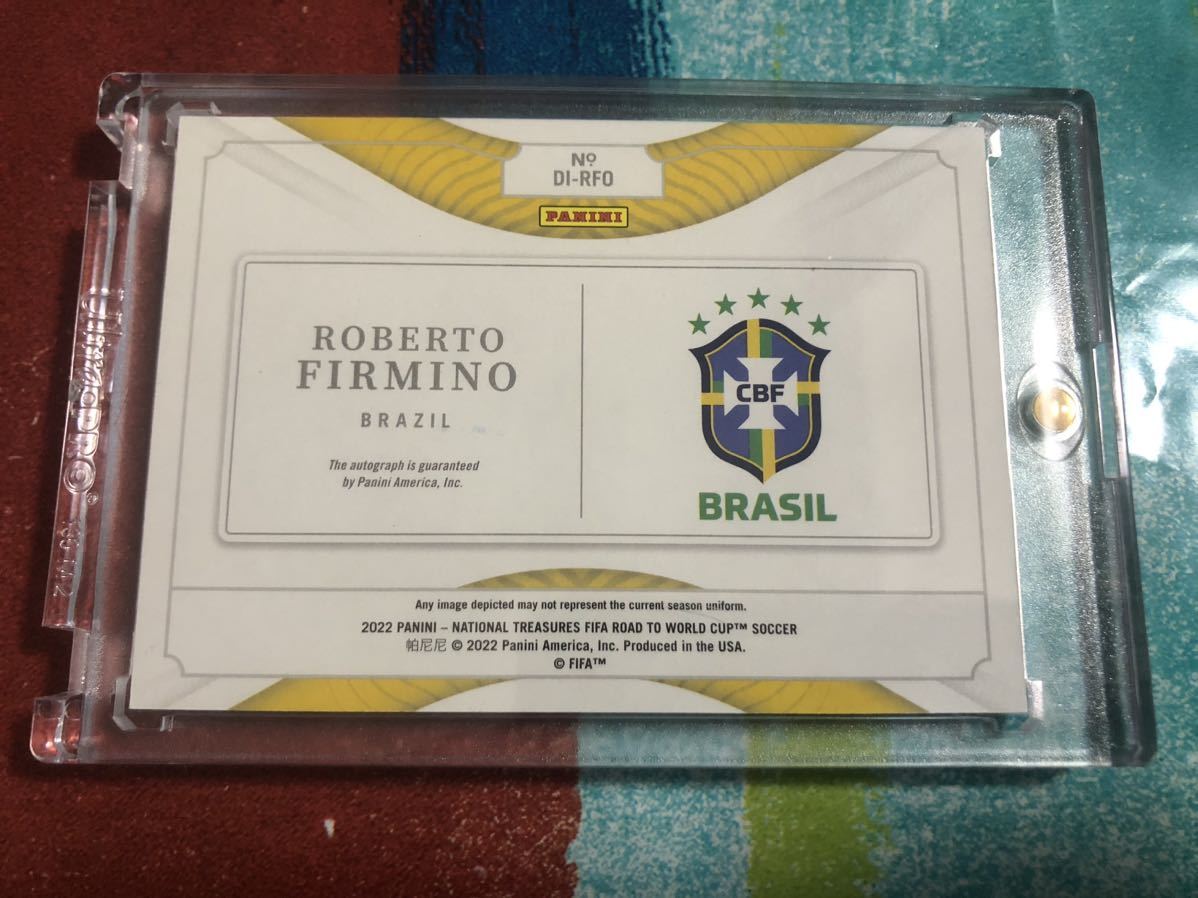 Nº
DI-RFO
PANINI
ROBERTO
FIRMINO
BRAZIL
The autograph is guaranteed
by Panini America, Inc.
CBF
BRASIL
Any image depicted may not represent the current season uniform.
2022 PANINI – NATIONAL TREASURES FIFA ROAD TO WORLD CUP™ SOCCER
帕尼尼 © 2022 Panini America, Inc. Produced in the USA.
© FIFA™